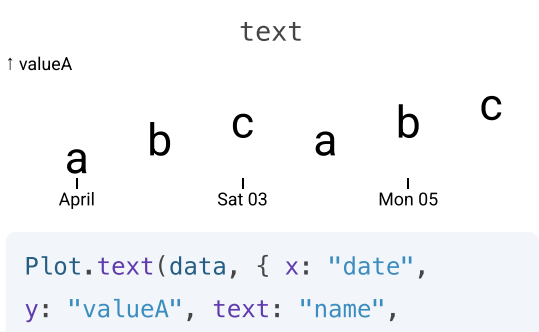 text
↑ valueA
a b c a b c
April Sat 03 Mon 05
Plot.text(data, { x: "date",
y: "valueA", text: "name",